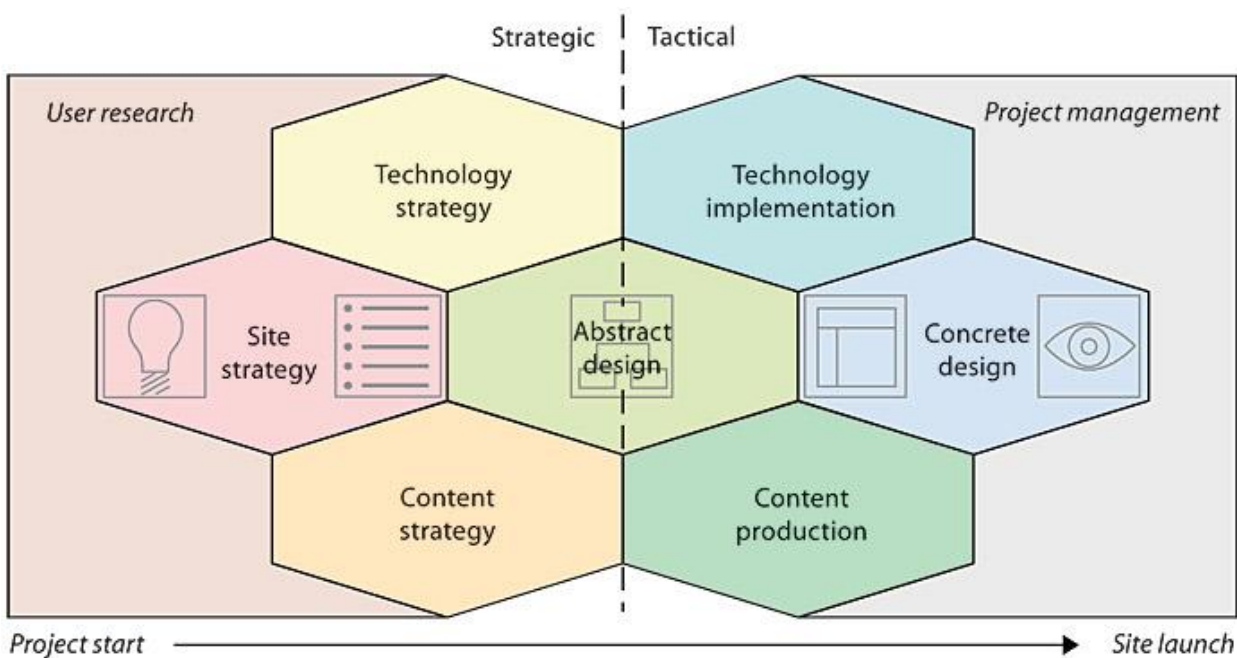 Strategic
Tactical
User research
Project management
Technology
strategy
Technology
implementation
Site
strategy
Abstract
design
Concrete
design
Content
strategy
Content
production
Project start
Site launch